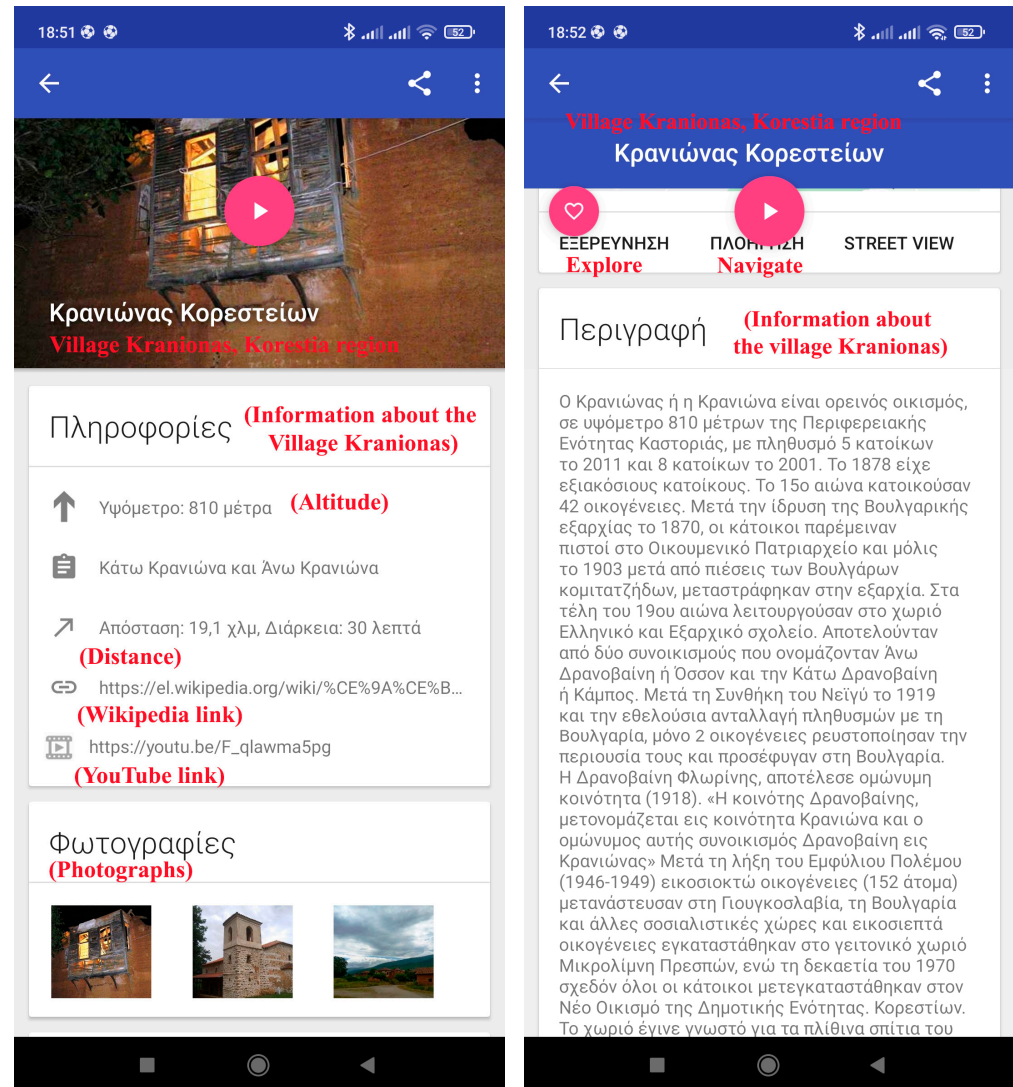 18:51
52
Κρανιώνας Κορεστείων
Village Kranionas, Korestia region
Πληροφορίες
(Information about the
Village Kranionas)
Υψόμετρο: 810 μέτρα
(Altitude)
Κάτω Κρανιώνα και Άνω Κρανιώνα
Απόσταση: 19,1 χλμ, Διάρκεια: 30 λεπτά
(Distance)
https://el.wikipedia.org/wiki/%CE%9A%CE%B...
(Wikipedia link)
https://youtu.be/F_qlawma5pg
(YouTube link)
Φωτογραφίες
(Photographs)
18:52
52
Village Kranionas, Korestia region
Κρανιώνας Κορεστείων
ΕΞΕΡΕΥΝΗΣΗ ΠΛΟΗΓΗΣΗ STREET VIEW
Explore Navigate
Περιγραφή
(Information about
the village Kranionas)
Ο Κρανιώνας ή η Κρανιώνα είναι ορεινός οικισμός,
σε υψόμετρο 810 μέτρων της Περιφερειακής
Ενότητας Καστοριάς, με πληθυσμό 5 κατοίκων
το 2011 και 8 κατοίκων το 2001. Το 1878 είχε
εξιακόσιους κατοίκους. Το 15ο αιώνα κατοικούσαν
42 οικογένειες. Μετά την ίδρυση της Βουλγαρικής
εξαρχίας το 1870, οι κάτοικοι παρέμειναν
πιστοί στο Οικουμενικό Πατριαρχείο και μόλις
το 1903 μετά από πιέσεις των Βουλγάρων
κομιτατζήδων, μεταστράφηκαν στην εξαρχία. Στα
τέλη του 19ου αιώνα λειτουργούσαν στο χωριό
Ελληνικό και Εξαρχικό σχολείο. Αποτελούνταν
από δύο συνοικισμούς που ονομάζονταν Άνω
Δρανοβαίνη ή Όσσον και την Κάτω Δρανοβαίνη
ή Κάμπος. Μετά τη Συνθήκη του Νεϊγύ το 1919
και την εθελούσια ανταλλαγή πληθυσμών με τη
Βουλγαρία, μόνο 2 οικογένειες ρευστοποίησαν την
περιουσία τους και προσέφυγαν στη Βουλγαρία.
Η Δρανοβαίνη Φλωρίνης, αποτέλεσε ομώνυμη
κοινότητα (1918). «Η κοινότης Δρανοβαίνης,
μετονομάζεται εις κοινότητα Κρανιώνα και ο
ομώνυμος αυτής συνοικισμός Δρανοβαίνη εις
Κρανιώνας» Μετά τη λήξη του Εμφύλιου Πολέμου
(1946-1949) εικοσιοκτώ οικογένειες (152 άτομα)
μετανάστευσαν στη Γιουγκοσλαβία, τη Βουλγαρία
και άλλες σοσιαλιστικές χώρες και εικοσιεπτά
οικογένειες εγκαταστάθηκαν στο γειτονικό χωριό
Μικρολίμνη Πρεσπών, ενώ τη δεκαετία του 1970
σχεδόν όλοι οι κάτοικοι μετεγκαταστάθηκαν στον
Νέο Οικισμό της Δημοτικής Ενότητας. Κορεστίων.
Το χωριό έγινε γνωστό για τα πλίθινα σπίτια του